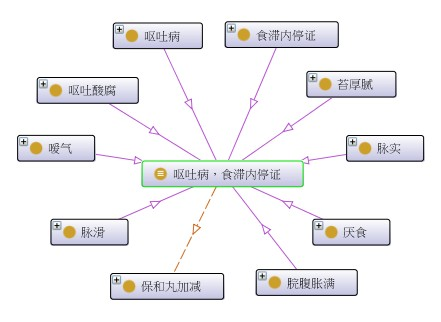 呕吐病
食滞内停证
呕吐酸腐
苔厚腻
嗳气
脉实
呕吐病，食滞内停证
脉滑
厌食
保和丸加减
脘腹胀满